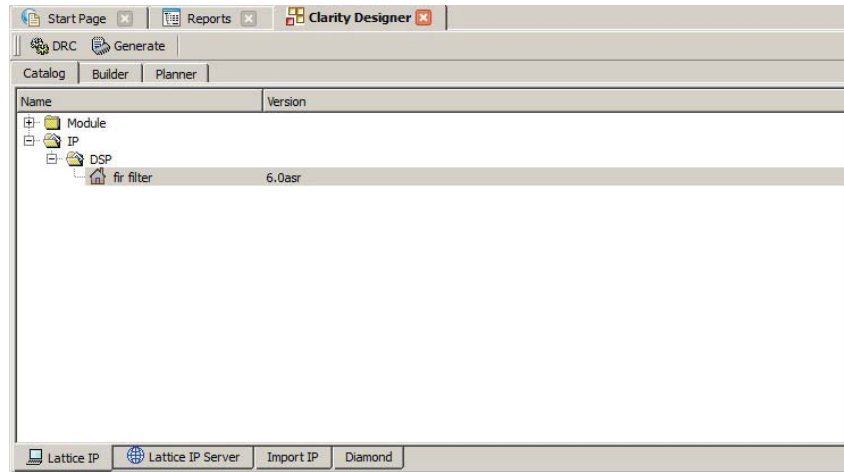 Start Page Reports Clarity Designer
DRC Generate
Catalog Builder Planner
Name Version
Module
IP
DSP
fir filter 6.0asr
Lattice IP Lattice IP Server Import IP Diamond